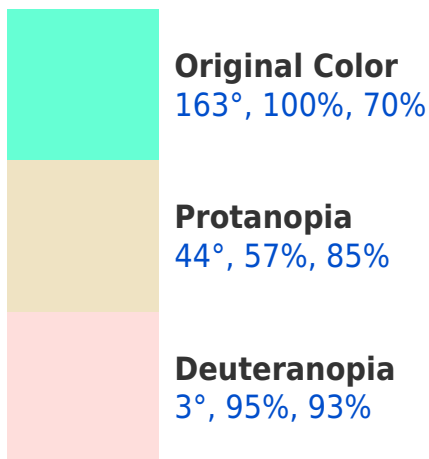 Original Color
163°, 100%, 70%
Protanopia
44°, 57%, 85%
Deuteranopia
3°, 95%, 93%